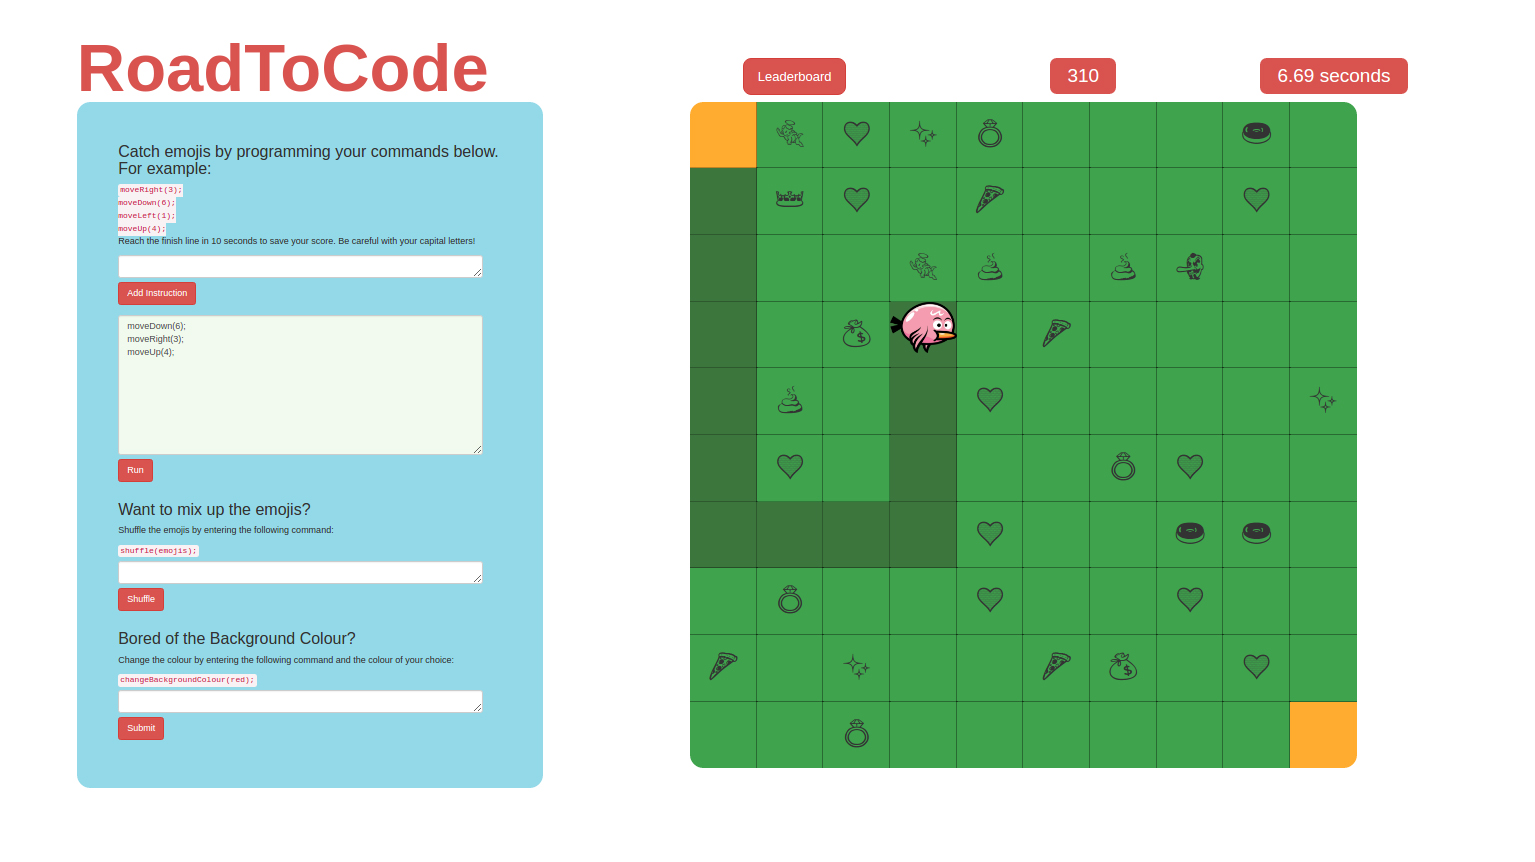 RoadToCode
Leaderboard
310
6.69 seconds
Catch emojis by programming your commands below.
For example:
moveRight(3);
moveDown(6);
moveLeft(1);
moveUp(4);
Reach the finish line in 10 seconds to save your score. Be careful with your capital letters!
Add Instruction
moveDown(6);
moveRight(3);
moveUp(4);
Run
Want to mix up the emojis?
Shuffle the emojis by entering the following command:
shuffle(emojis);
Shuffle
Bored of the Background Colour?
Change the colour by entering the following command and the colour of your choice:
changeBackgroundColour(red);
Submit